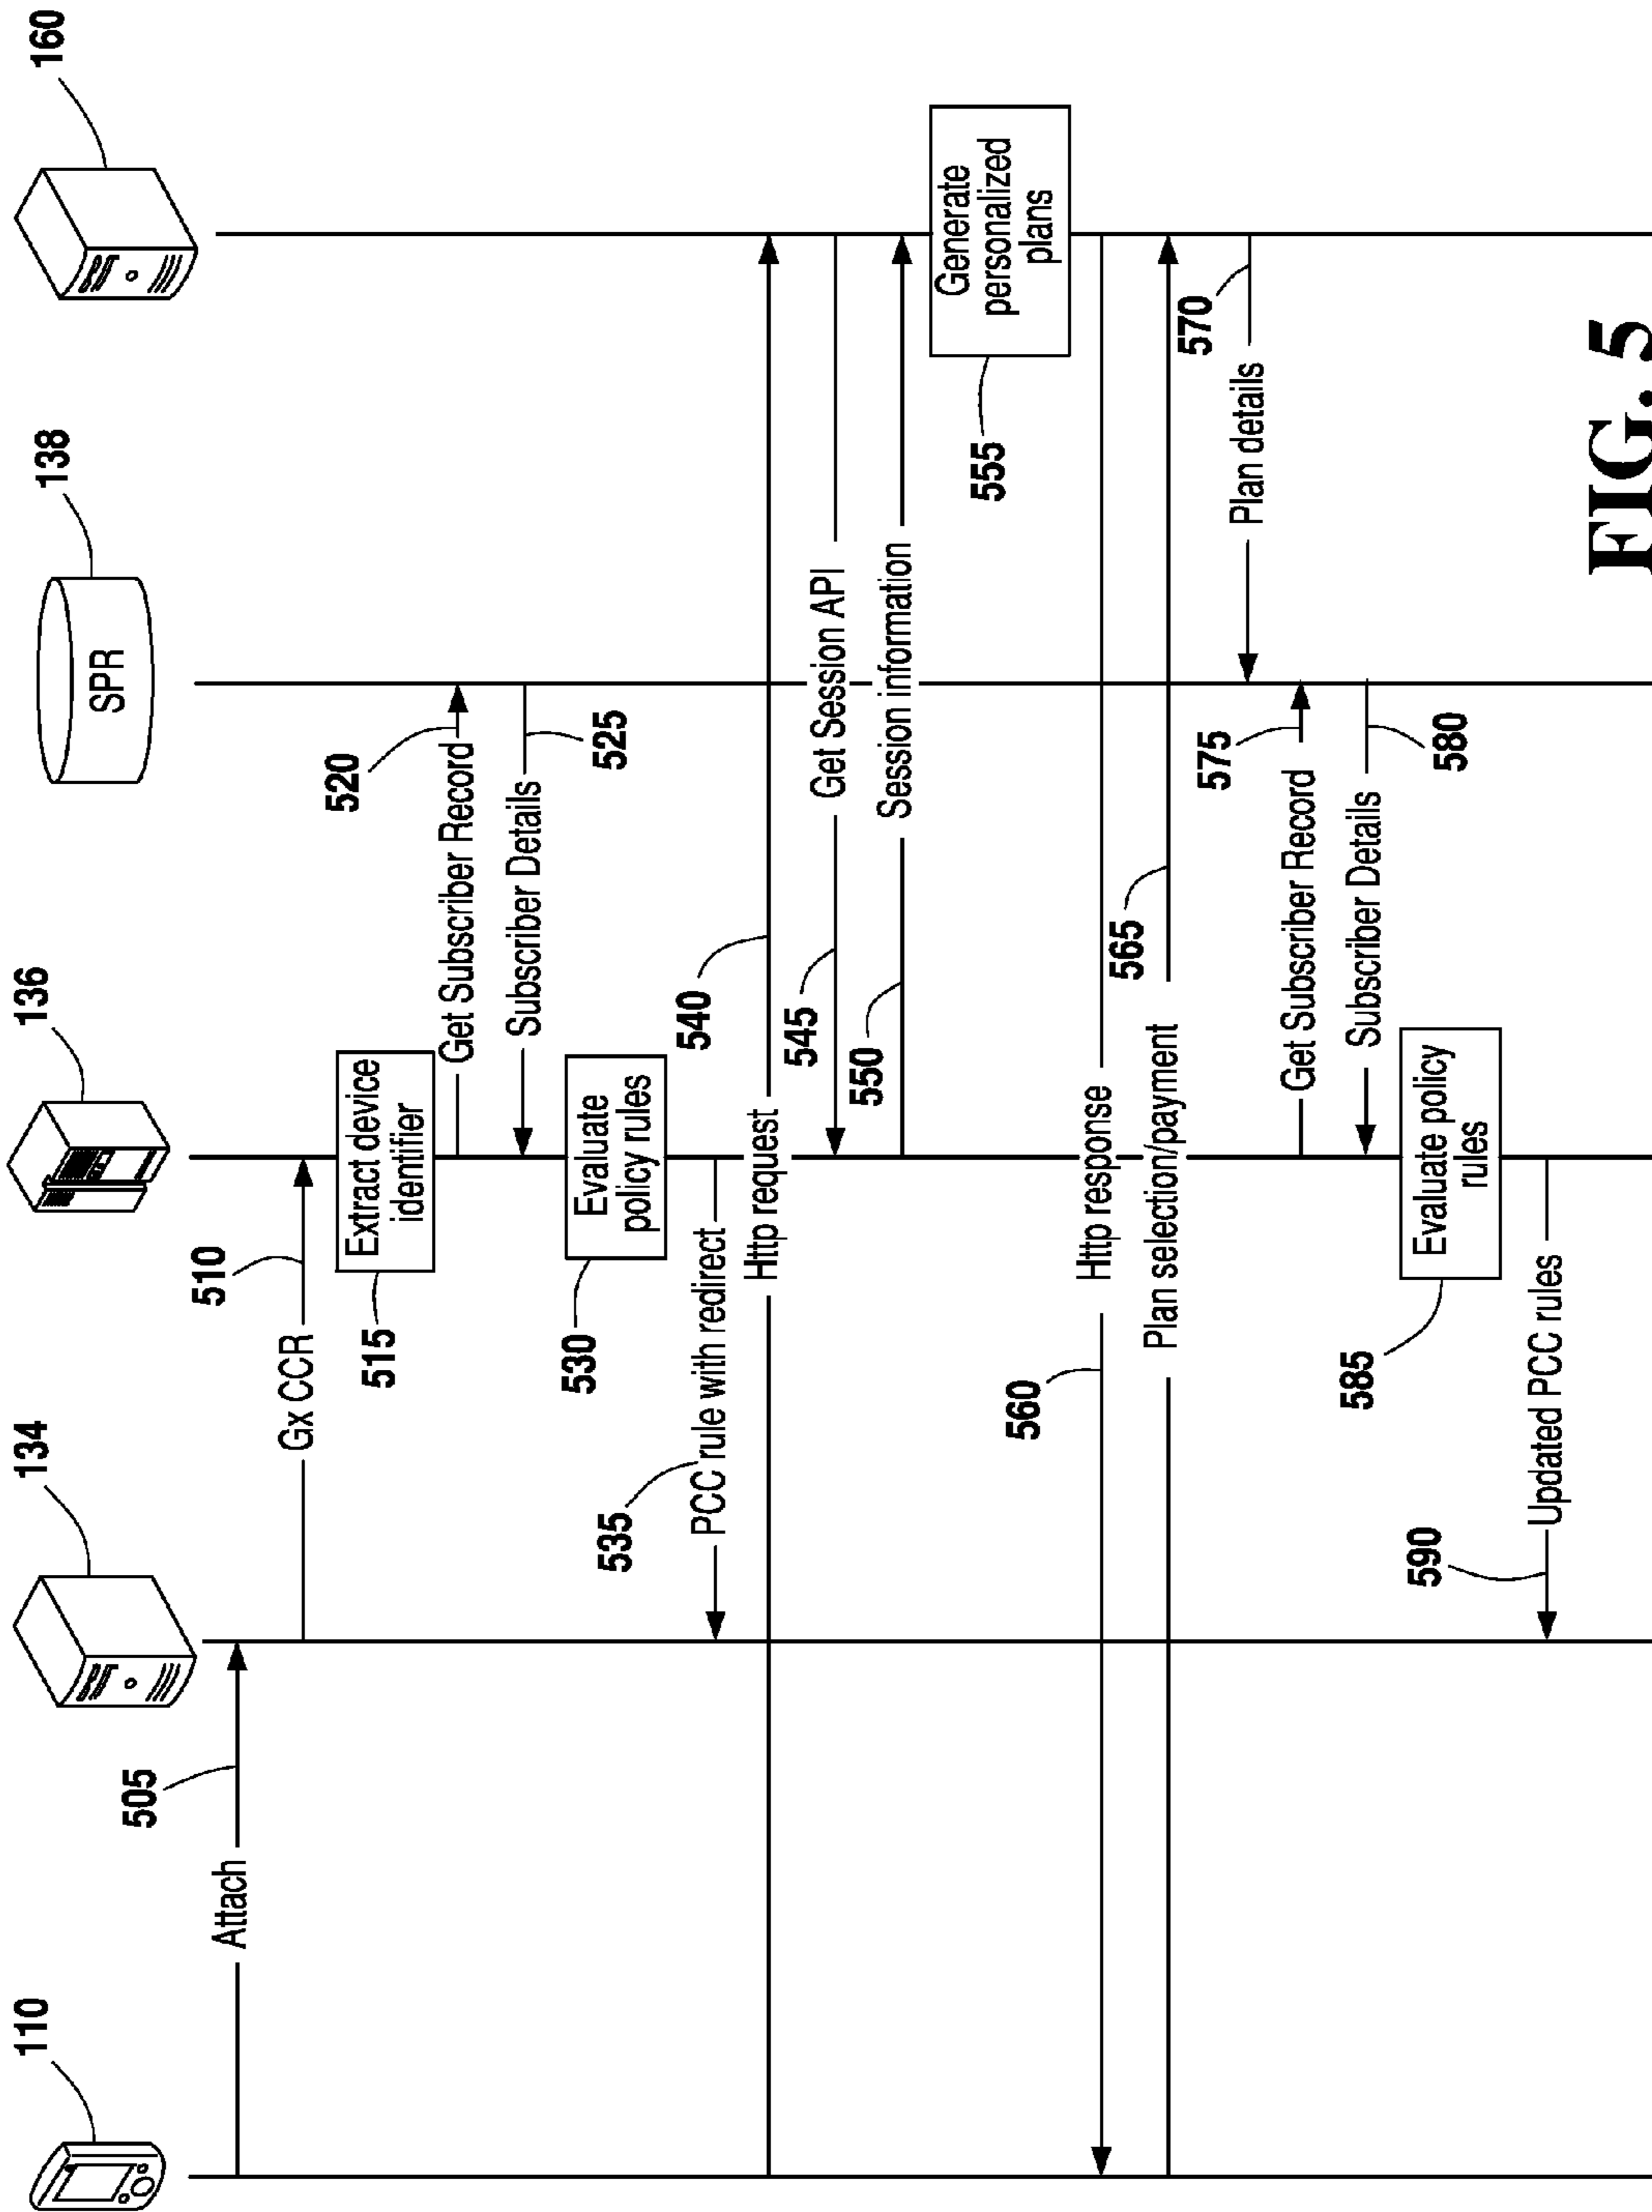 110
134
136
138
160
SPR
Attach
505
Gx CCR
510
Extract device
identifier
515
Get Subscriber Record
520
Subscriber Details
525
Evaluate
policy rules
530
PCC rule with redirect
535
Http request
540
Get Session API
545
Session information
550
Generate
personalized
plans
555
Http response
560
Plan selection/payment
565
Plan details
570
Get Subscriber Record
575
Subscriber Details
580
Evaluate policy
rules
585
Updated PCC rules
590
FIG. 5